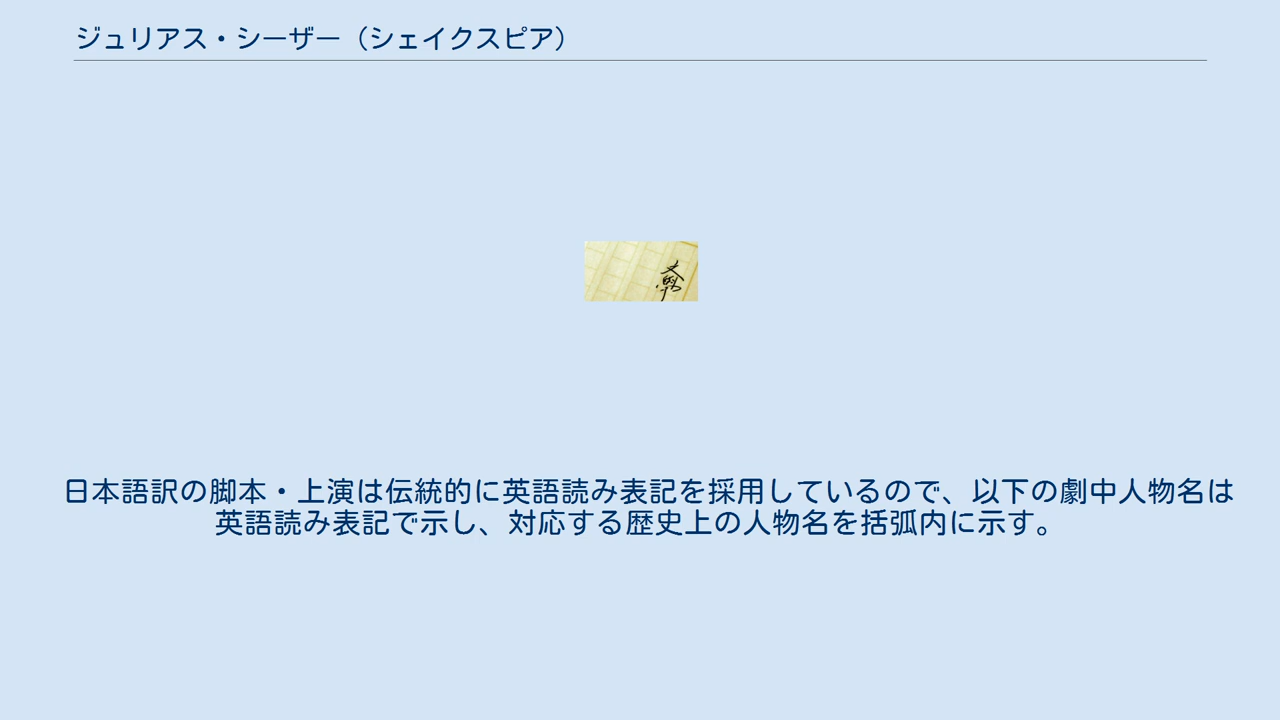 ジュリアス・シーザー（シェイクスピア）
日本語訳の脚本・上演は伝統的に英語読み表記を採用しているので、以下の劇中人物名は
英語読み表記で示し、対応する歴史上の人物名を括弧内に示す。